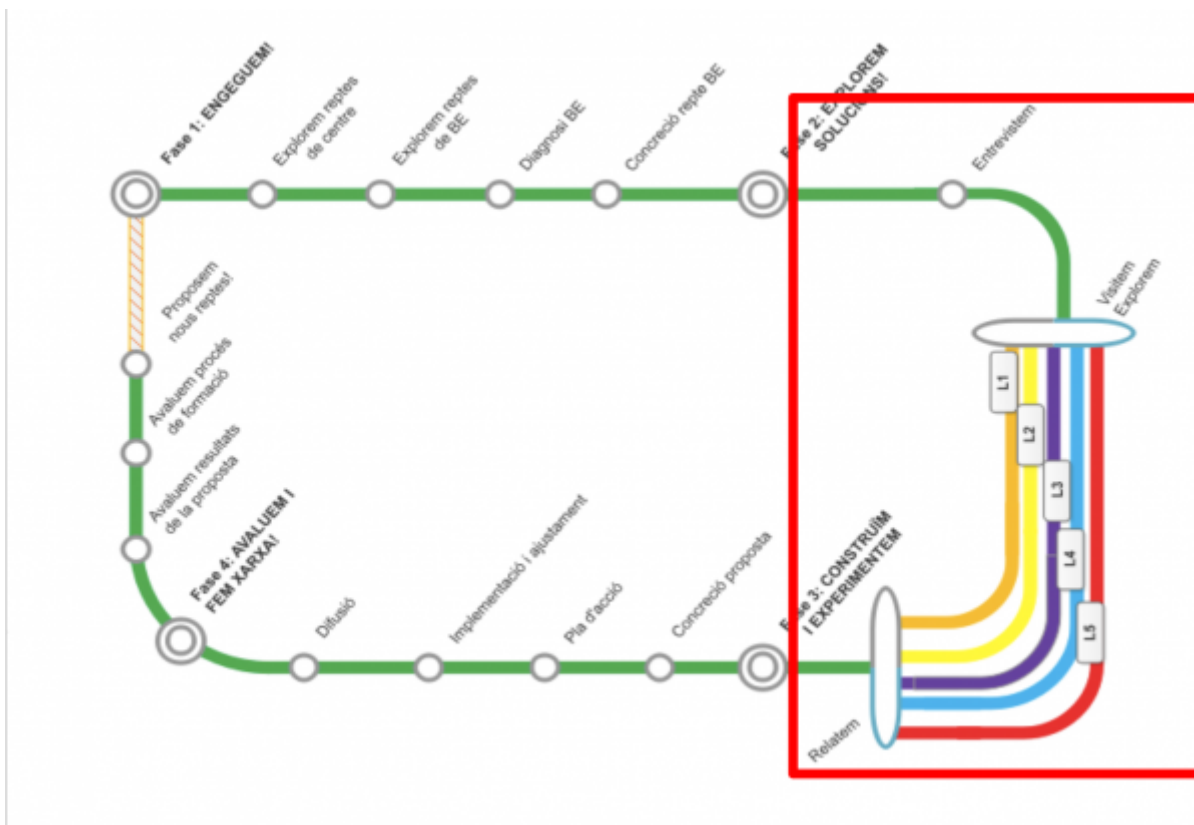 Fase 1: ENGEGUEM!
Explorem reptes
de centre
Explorem reptes
de BE
Diagnosi BE
Concreció repte BE
Fase 2: EXPLOREM
SOLUCIONS!
Entrevistem
Visitem
Explorem
L1
L2
L3
L4
L5
Relatem
Fase 3: CONSTRUÏM
I EXPERIMENTEM
Concreció proposta
Pla d'acció
Implementació i ajustament
Difusió
Fase 4: AVALUEM I
FEM XARXA!
Avaluem resultats
de la proposta
Avaluem procés
de formació
Proposem
nous reptes!